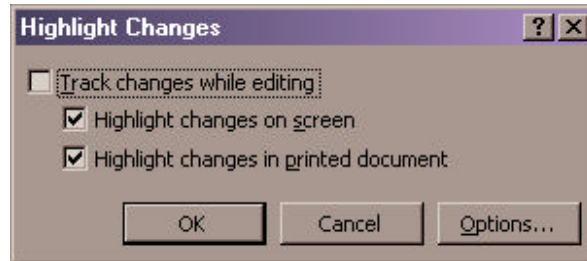 Highlight Changes
Track changes while editing
Highlight changes on screen
Highlight changes in printed document
OK Cancel Options...